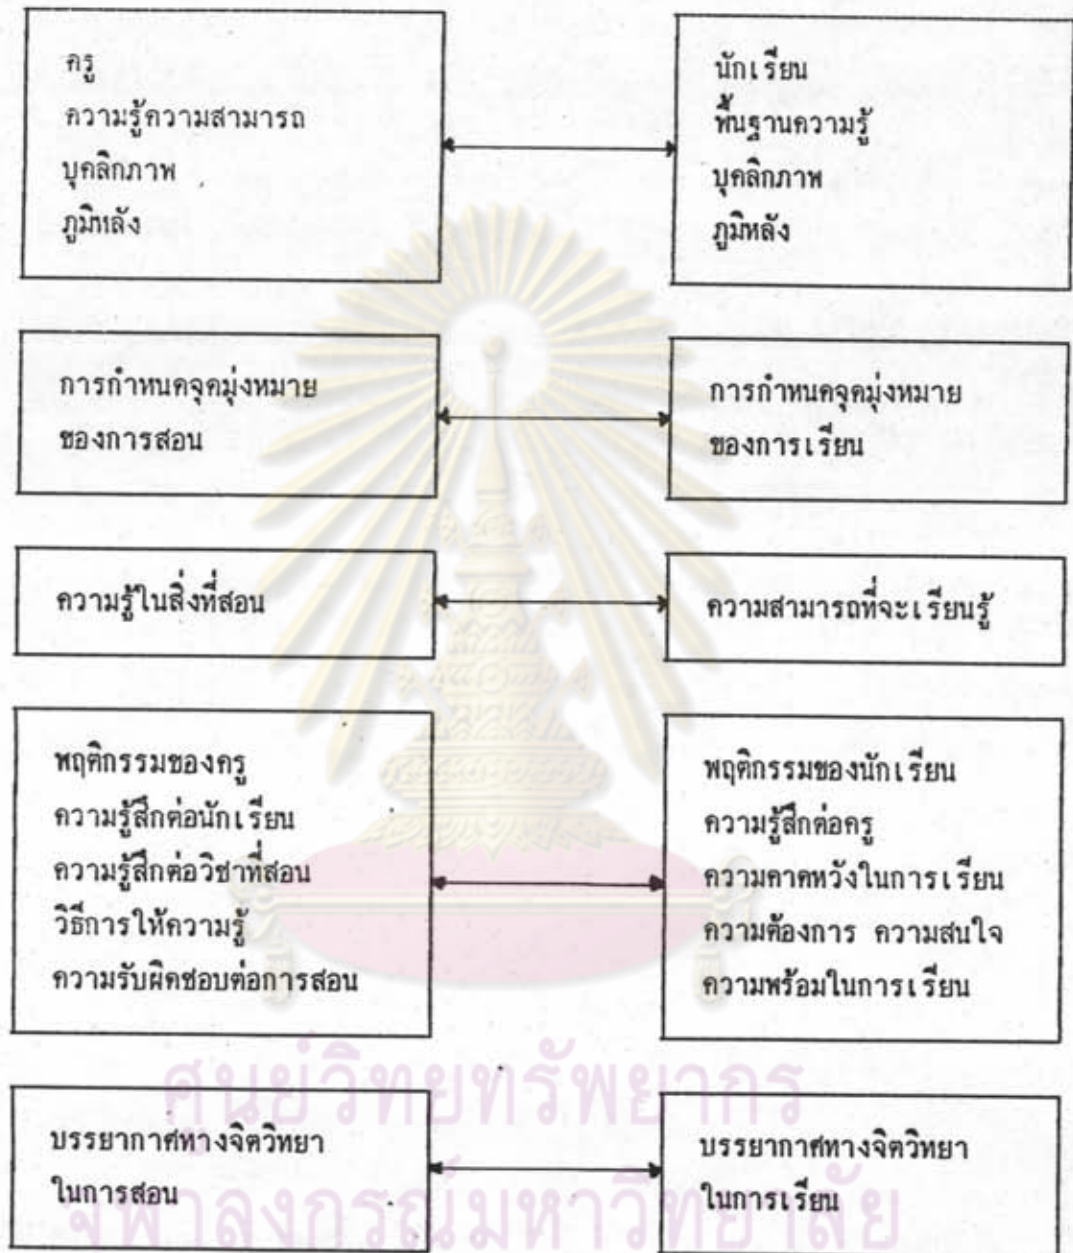 ครู
ความรู้ความสามารถ
บุคลิกภาพ
ภูมิหลัง
นักเรียน
พื้นฐานความรู้
บุคลิกภาพ
ภูมิหลัง
การกำหนดจุดมุ่งหมาย
ของการสอน
การกำหนดจุดมุ่งหมาย
ของการเรียน
ความรู้ในสิ่งที่สอน
ความสามารถที่จะเรียนรู้
พฤติกรรมของครู
ความรู้สึกต่อนักเรียน
ความรู้สึกต่อวิชาที่สอน
วิธีการให้ความรู้
ความรับผิดชอบต่อการสอน
พฤติกรรมของนักเรียน
ความรู้สึกต่อครู
ความคาดหวังในการเรียน
ความต้องการ ความสนใจ
ความพร้อมในการเรียน
บรรยากาศทางจิตวิทยา
ในการสอน
บรรยากาศทางจิตวิทยา
ในการเรียน
ศูนย์วิทยทรัพยากร
จุฬาลงกรณ์มหาวิทยาลัย